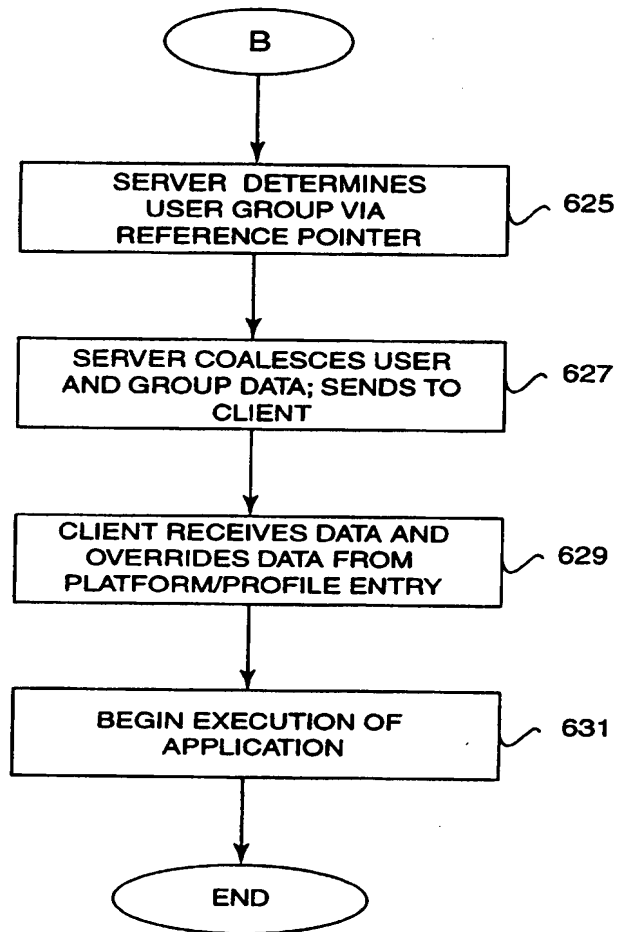 B
SERVER DETERMINES
USER GROUP VIA
REFERENCE POINTER
625
SERVER COALESCES USER
AND GROUP DATA; SENDS TO
CLIENT
627
CLIENT RECEIVES DATA AND
OVERRIDES DATA FROM
PLATFORM/PROFILE ENTRY
629
BEGIN EXECUTION OF
APPLICATION
631
END